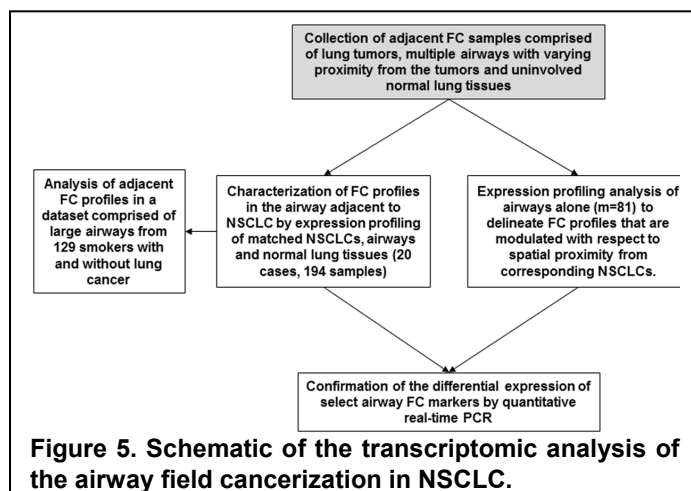 Collection of adjacent FC samples comprised
of lung tumors, multiple airways with varying
proximity from the tumors and uninvolved
normal lung tissues
Analysis of adjacent
FC profiles in a
dataset comprised of
large airways from
129 smokers with
and without lung
cancer
Characterization of FC profiles
in the airway adjacent to
NSCLC by expression profiling
of matched NSCLCs, airways
and normal lung tissues (20
cases, 194 samples)
Expression profiling analysis of
airways alone (m=81) to
delineate FC profiles that are
modulated with respect to
spatial proximity from
corresponding NSCLCs.
Confirmation of the differential expression of
select airway FC markers by quantitative
real-time PCR
Figure 5. Schematic of the transcriptomic analysis of
the airway field cancerization in NSCLC.